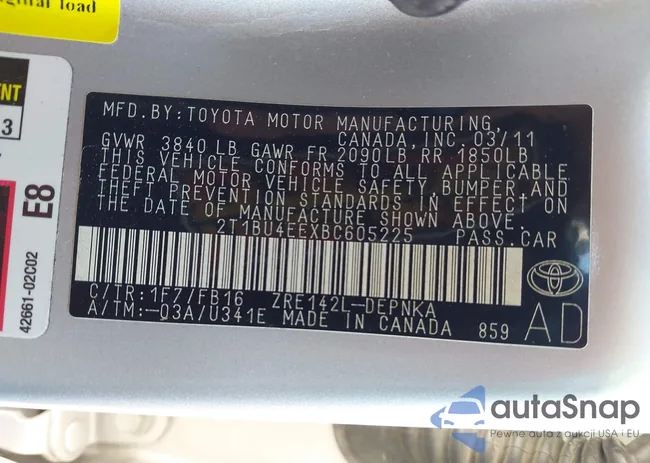 ginal load
ENT
3
E8
42661-02C02
MFD. BY: TOYOTA MOTOR MANUFACTURING,
CANADA, INC. 03/11
GVWR 3840 LB GAWR FR 2090LB RR 1850LB
THIS VEHICLE CONFORMS TO ALL APPLICABLE
FEDERAL MOTOR VEHICLE SAFETY, BUMPER, AND
THEFT PREVENTION STANDARDS IN EFFECT ON
THE DATE OF MANUFACTURE SHOWN ABOVE.
2T1BU4EEXBC605225 PASS. CAR
C/TR: 1F7/FB16 ZRE142L-DEPNKA
A/TM: -03A/U341E MADE IN CANADA 859
AD
autaSnap
Pewne auta z aukcji USA i EU